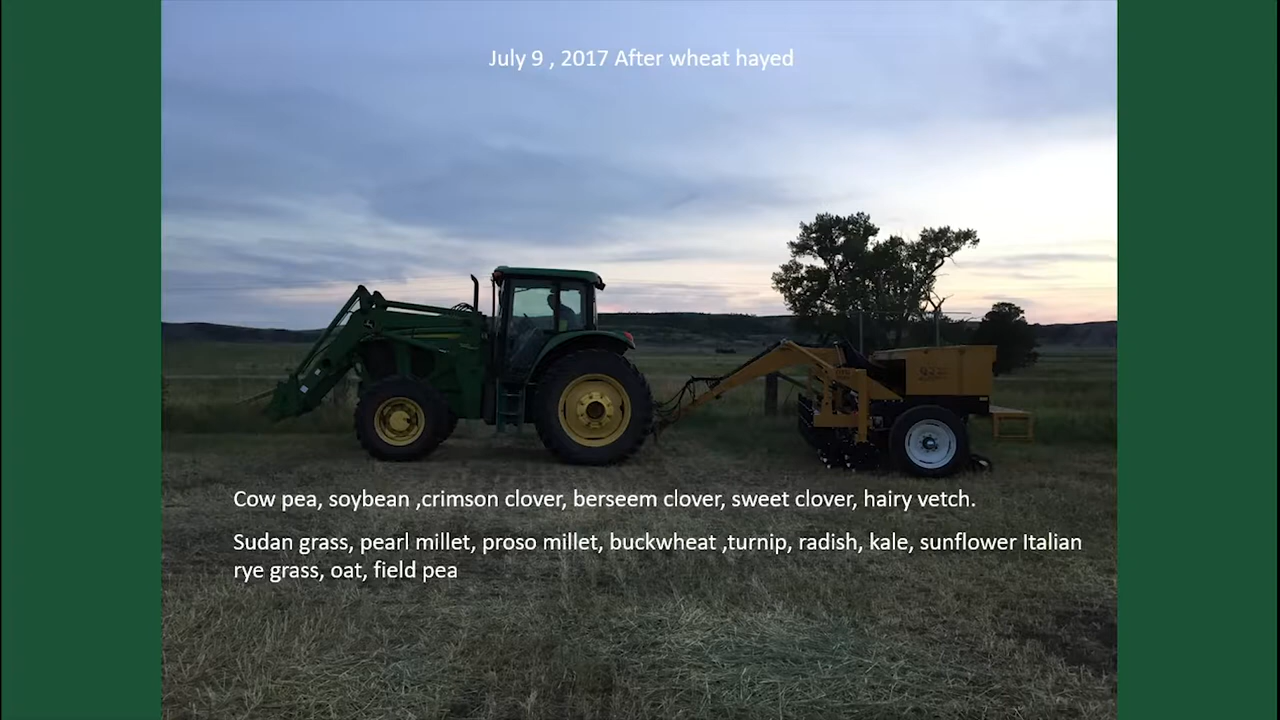 July 9 , 2017 After wheat hayed
Cow pea, soybean ,crimson clover, berseem clover, sweet clover, hairy vetch.
Sudan grass, pearl millet, proso millet, buckwheat ,turnip, radish, kale, sunflower Italian
rye grass, oat, field pea